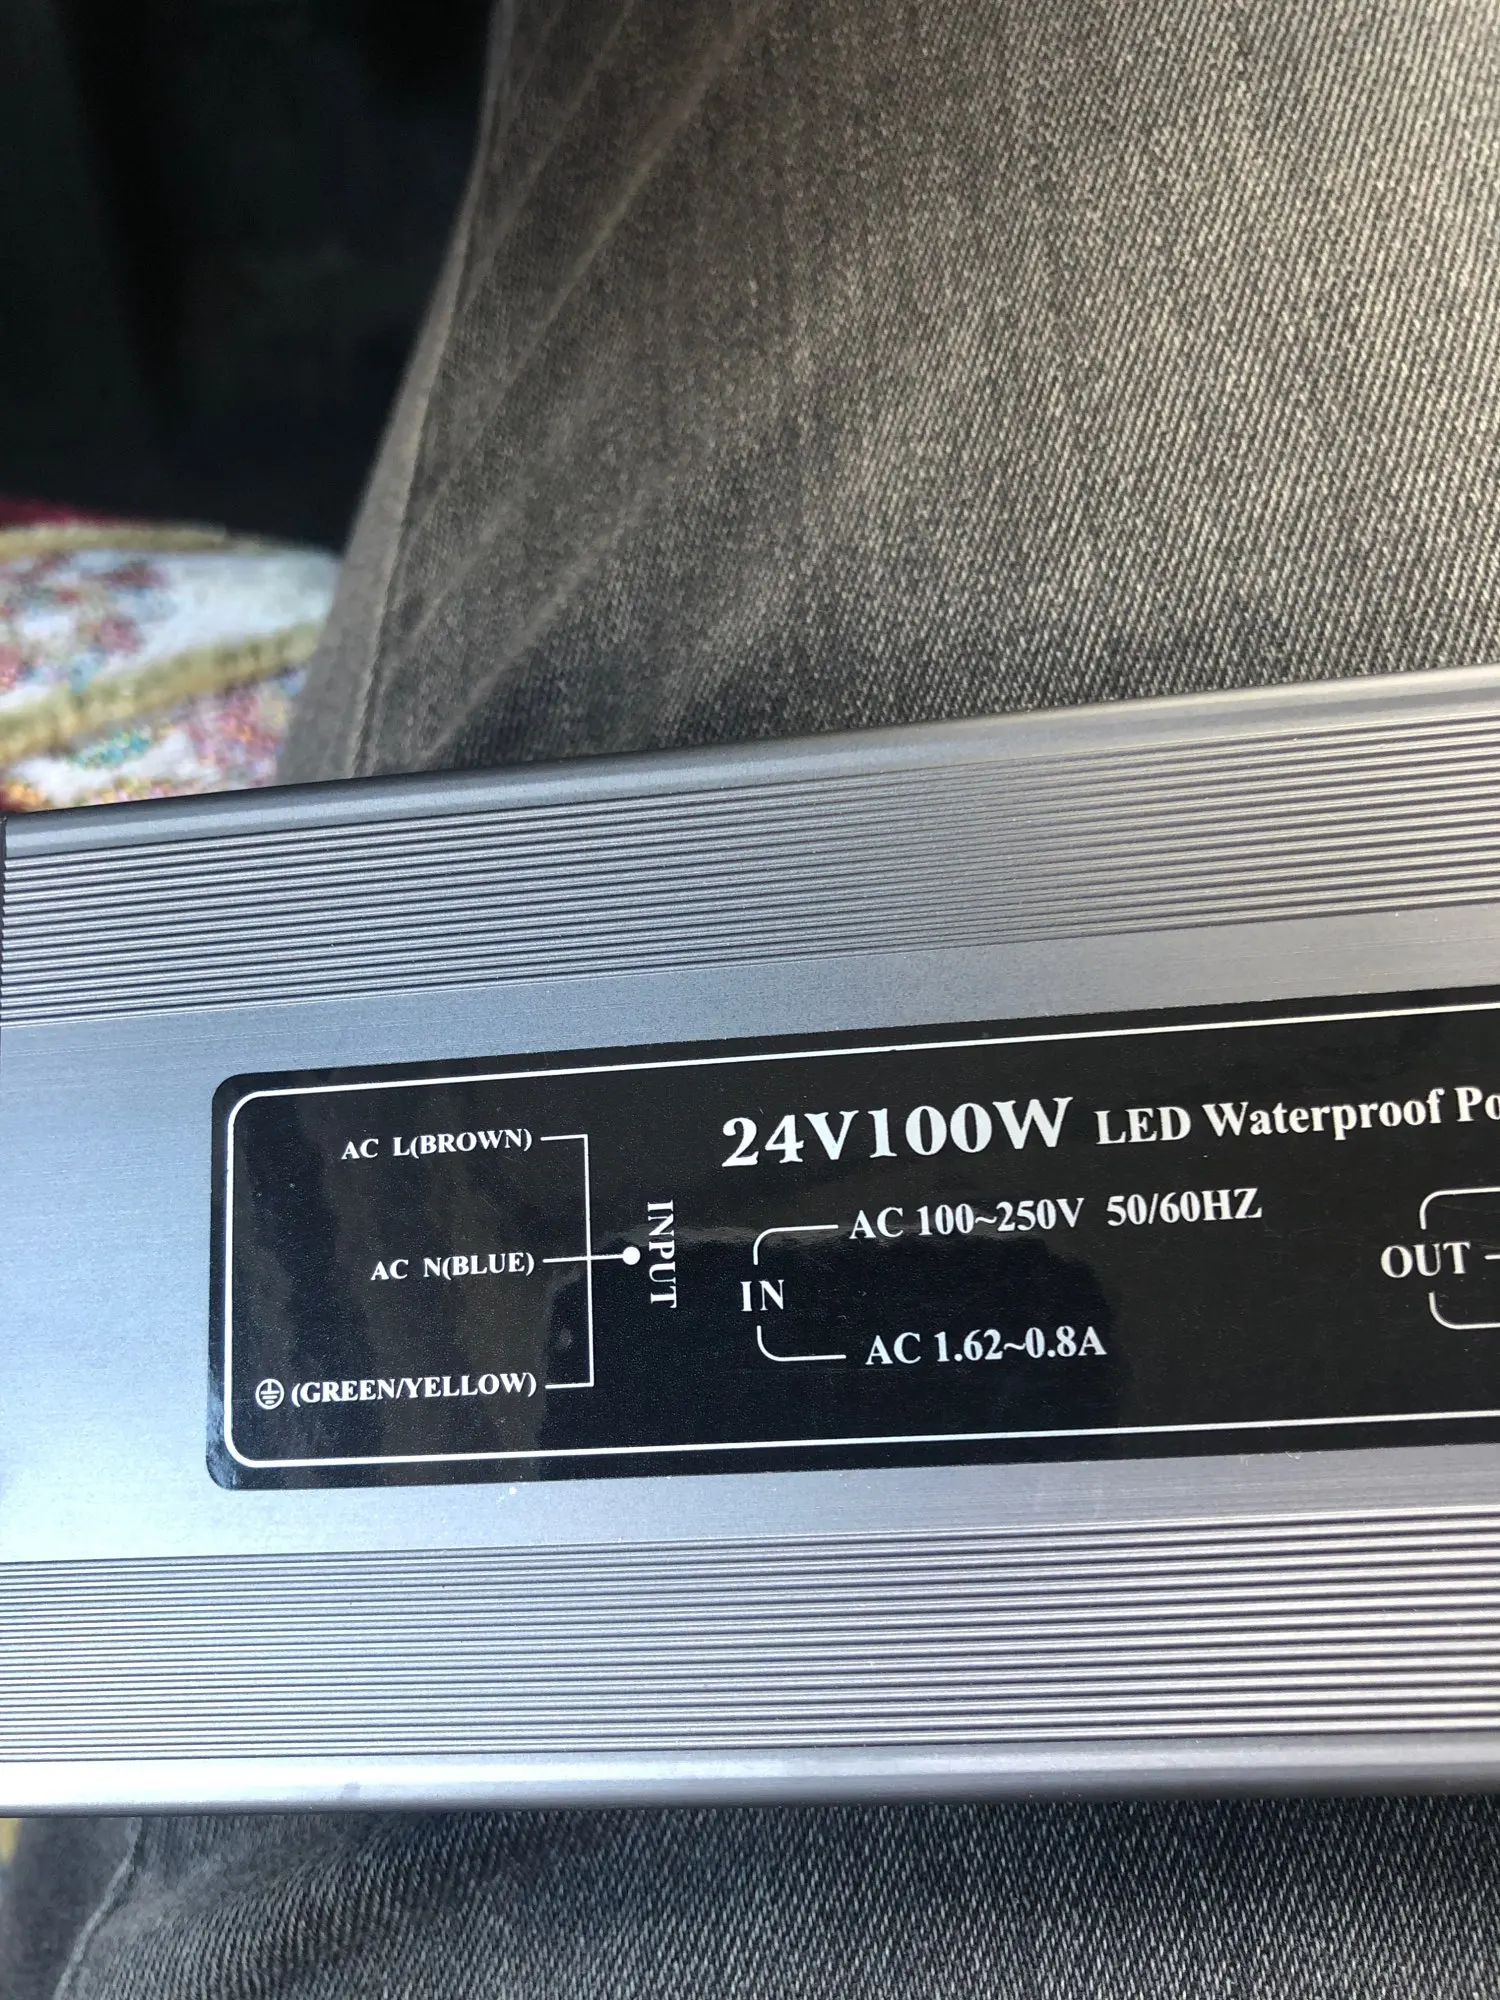 24V100W LED Waterproof Po
AC L(BROWN)
AC N(BLUE)
⏚ (GREEN/YELLOW)
INPUT
IN
AC 100~250V 50/60HZ
AC 1.62~0.8A
OUT